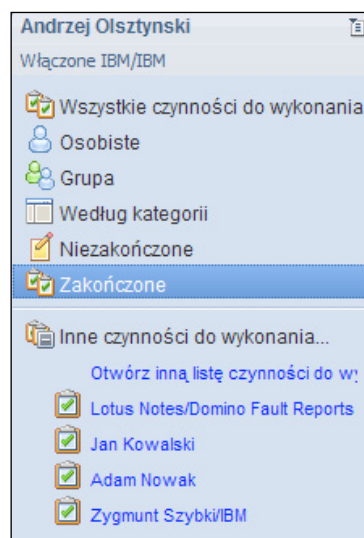 Andrzej Olsztynski
Włączone IBM/IBM
Wszystkie czynności do wykonania
Osobiste
Grupa
Według kategorii
Niezakończone
Zakończone
Inne czynności do wykonania...
Otwórz inną listę czynności do
Lotus Notes/Domino Fault Reports
Jan Kowalski
Adam Nowak
Zygmunt Szybki/IBM